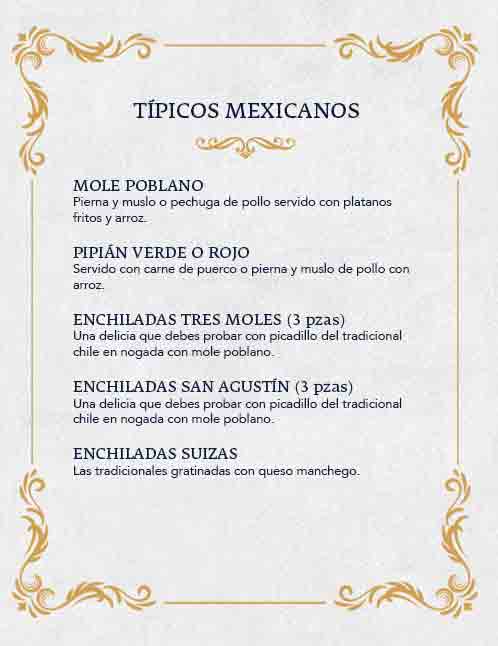 TÍPICOS MEXICANOS
MOLE POBLANO
Pierna y muslo o pechuga de pollo servido con platanos
fritos y arroz.
PIPIÁN VERDE O ROJO
Servido con carne de puerco o pierna y muslo de pollo con
arroz.
ENCHILADAS TRES MOLES (3 pzas)
Una delicia que debes probar con picadillo del tradicional
chile en nogada con mole poblano.
ENCHILADAS SAN AGUSTÍN (3 pzas)
Una delicia que debes probar con picadillo del tradicional
chile en nogada con mole poblano.
ENCHILADAS SUIZAS
Las tradicionales gratinadas con queso manchego.